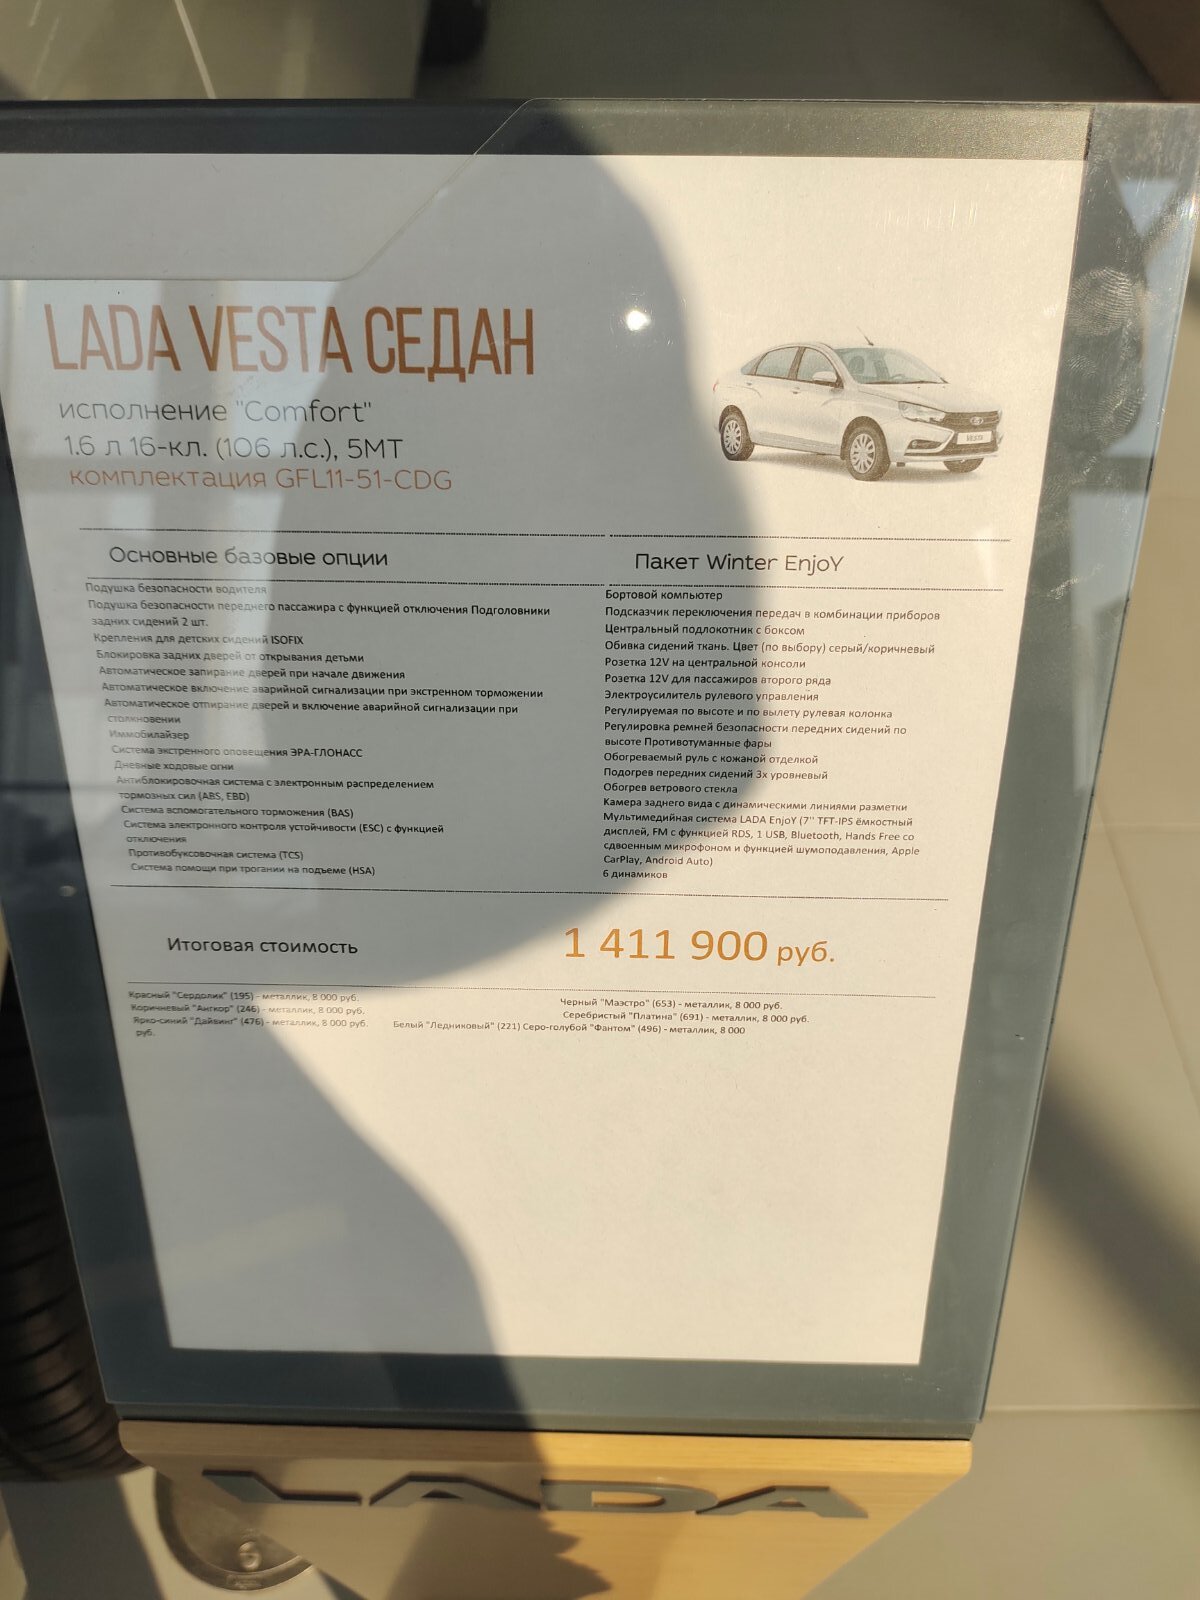 LADA VESTA СЕДАН
исполнение "Comfort"
1.6 л 16-кл. (106 л.с.), 5МТ
комплектация GFL11-51-CDG
VESTA
Основные базовые опции
Подушка безопасности водителя
Подушка безопасности переднего пассажира с функцией отключения Подголовники
задних сидений 2 шт.
Крепления для детских сидений ISOFIX
Блокировка задних дверей от открывания детьми
Автоматическое запирание дверей при начале движения
Автоматическое включение аварийной сигнализации при экстренном торможении
Автоматическое отпирание дверей и включение аварийной сигнализации при
столкновении
Иммобилайзер
Система экстренного оповещения ЭРА-ГЛОНАСС
Дневные ходовые огни
Антиблокировочная система с электронным распределением
тормозных сил (ABS, EBD)
Система вспомогательного торможения (BAS)
Система электронного контроля устойчивости (ESC) с функцией
отключения
Противобуксовочная система (TCS)
Система помощи при трогании на подъеме (HSA)
Пакет Winter EnjoY
Бортовой компьютер
Подсказчик переключения передач в комбинации приборов
Центральный подлокотник с боксом
Обивка сидений ткань. Цвет (по выбору) серый/коричневый
Розетка 12V на центральной консоли
Розетка 12V для пассажиров второго ряда
Электроусилитель рулевого управления
Регулируемая по высоте и по вылету рулевая колонка
Регулировка ремней безопасности передних сидений по
высоте Противотуманные фары
Обогреваемый руль с кожаной отделкой
Подогрев передних сидений 3х уровневый
Обогрев ветрового стекла
Камера заднего вида с динамическими линиями разметки
Мультимедийная система LADA EnjoY (7'' TFT-IPS ёмкостный
дисплей, FM с функцией RDS, 1 USB, Bluetooth, Hands Free со
сдвоенным микрофоном и функцией шумоподавления, Apple
CarPlay, Android Auto)
6 динамиков
Итоговая стоимость 1 411 900 руб.
Красный "Сердолик" (195) - металлик, 8 000 руб.
Коричневый "Ангкор" (246) - металлик, 8 000 руб.
Черный "Маэстро" (653) - металлик, 8 000 руб.
Серебристый "Платина" (691) - металлик, 8 000 руб.
Ярко-синий "Дайвинг" (476) - металлик, 8 000 руб. Белый "Ледниковый" (221) Серо-голубой "Фантом" (496) - металлик, 8 000
руб.
LADA